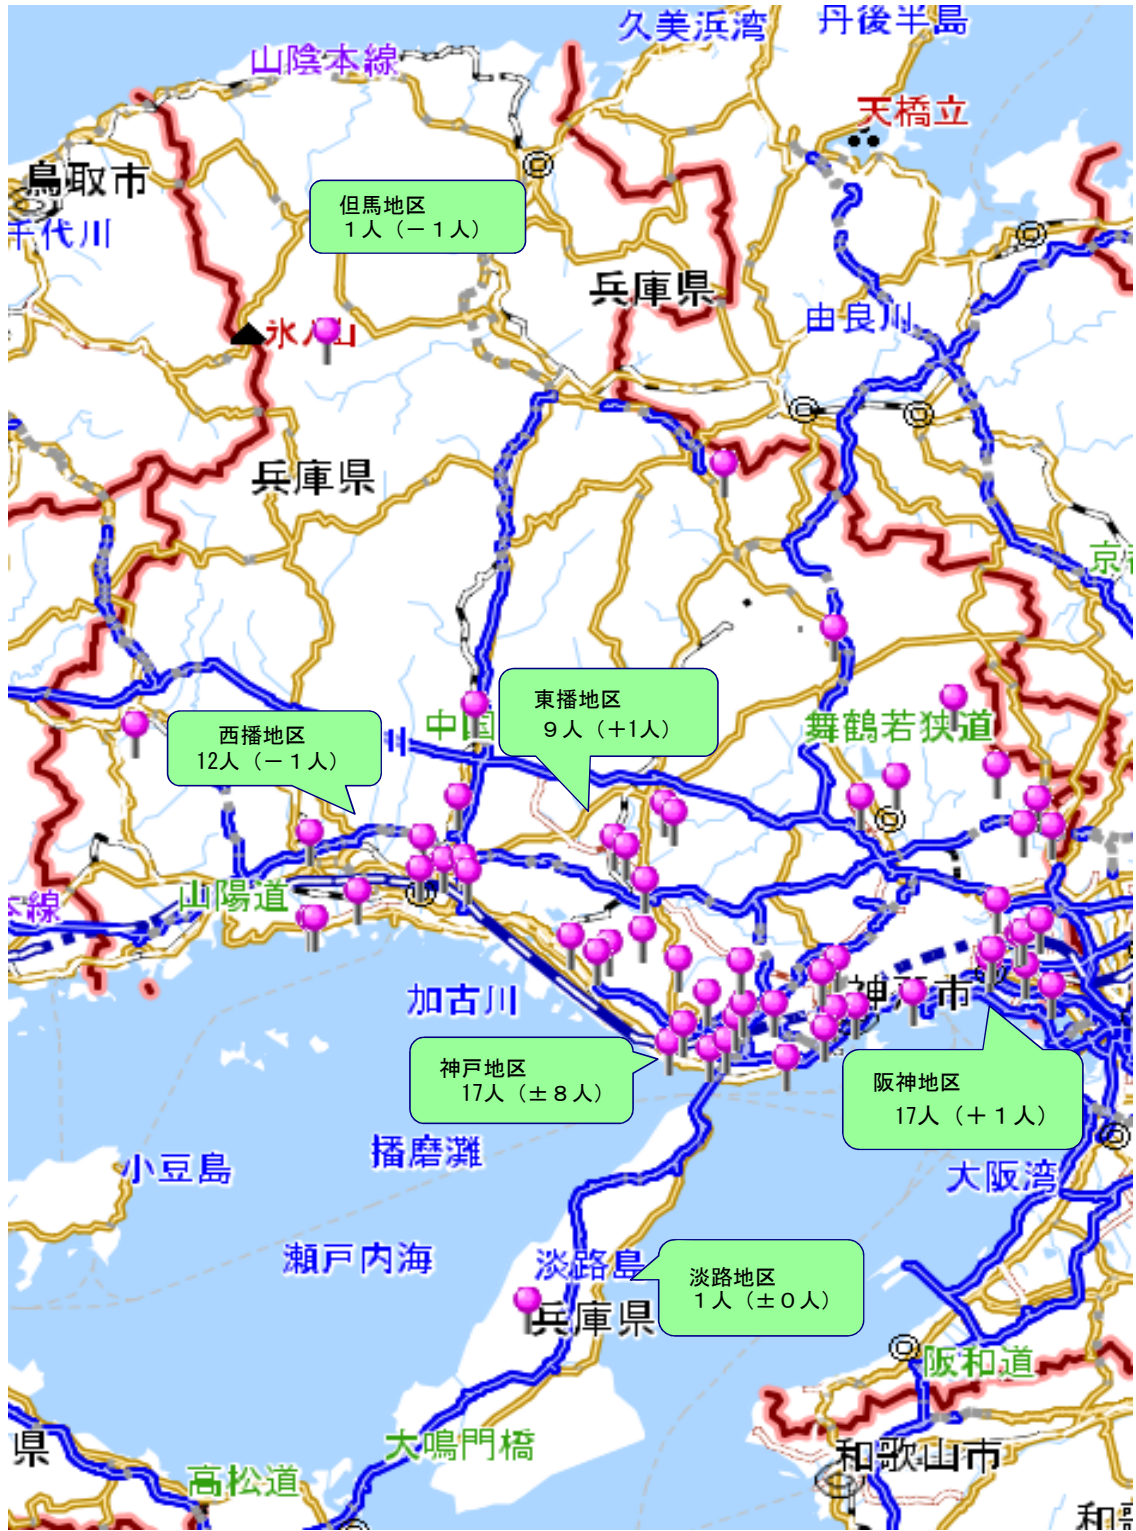 久美浜湾
丹後半島
山陰本線
天橋立
鳥取市
千代川
但馬地区
1人（－1人）
兵庫県
由良川
兵庫県
東播地区
9人（+1人）
西播地区
12人（－1人）
中国
舞鶴若狭道
山陽道
本線
加古川
市
神戸地区
17人（±8人）
阪神地区
17人（＋1人）
播磨灘
小豆島
大阪湾
瀬戸内海
淡路島
淡路地区
1人（±0人）
兵庫県
阪和道
大鳴門橋
県
和歌山市
高松道